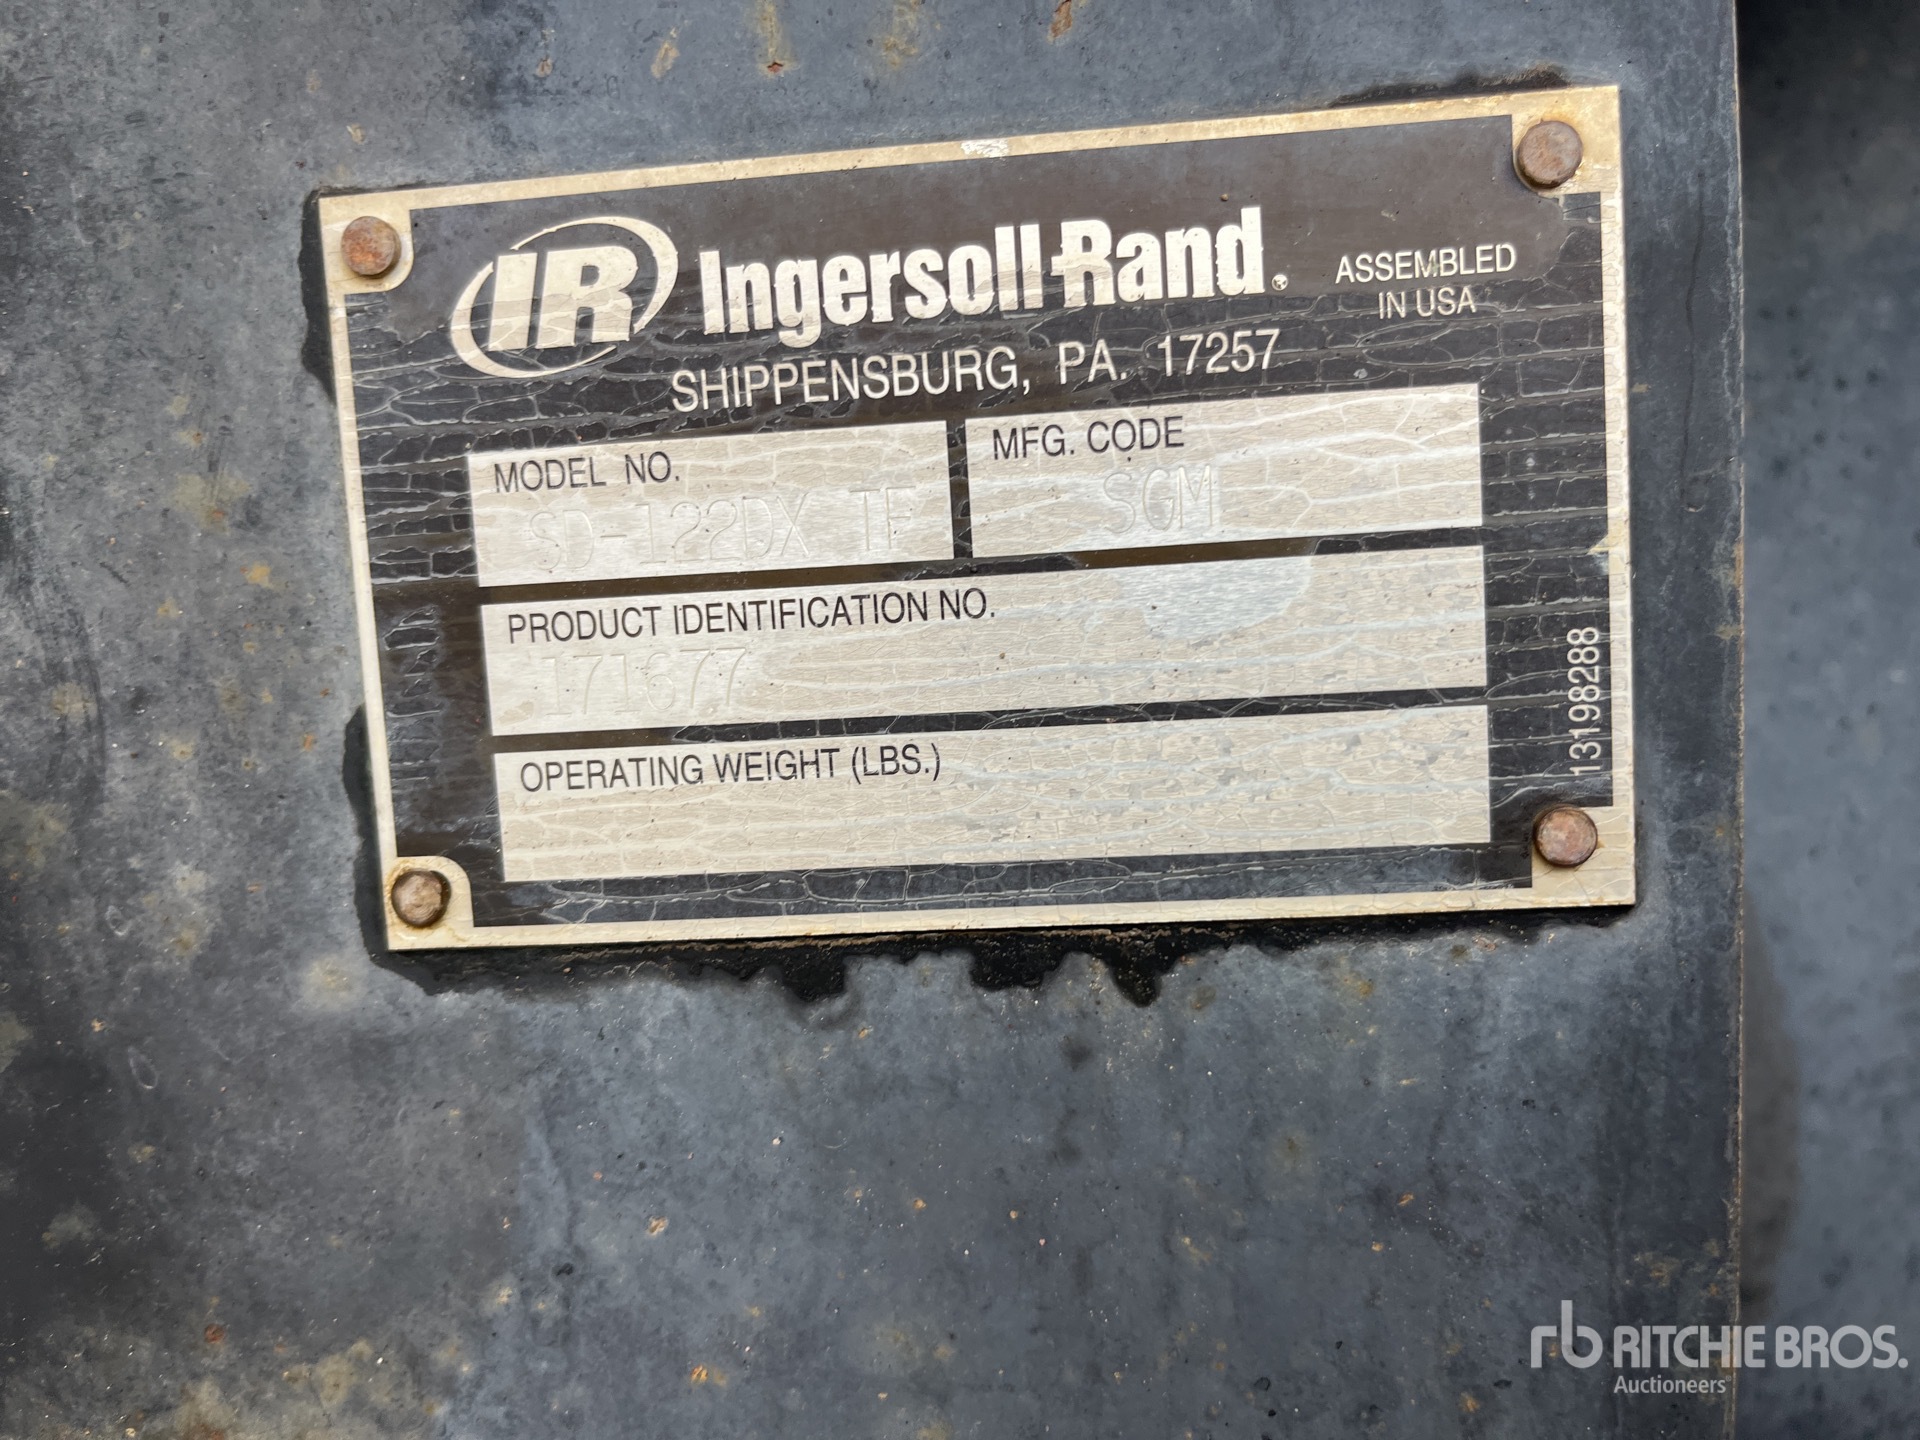 IR Ingersoll-Rand®
ASSEMBLED
IN USA
SHIPPENSBURG, PA. 17257
MODEL NO.
SD-122DX TF
MFG. CODE
SGM
PRODUCT IDENTIFICATION NO.
171677
OPERATING WEIGHT (LBS.)
13198288
rb RITCHIE BROS.
Auctioneers